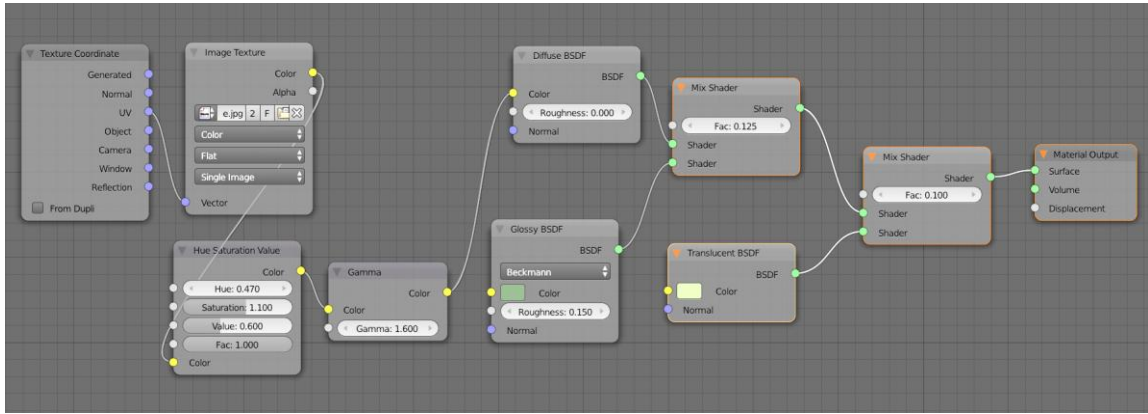 Texture Coordinate
Generated
Normal
UV
Object
Camera
Window
Reflection
From Dupli
Image Texture
Color
Alpha
e.jpg 2 F
Color
Flat
Single Image
Vector
Hue Saturation Value
Color
Hue: 0.470
Saturation: 1.100
Value: 0.600
Fac: 1.000
Color
Gamma
Color
Color
Gamma: 1.600
Diffuse BSDF
BSDF
Color
Roughness: 0.000
Normal
Glossy BSDF
BSDF
Beckmann
Color
Roughness: 0.150
Normal
Mix Shader
Shader
Fac: 0.125
Shader
Shader
Translucent BSDF
BSDF
Color
Normal
Mix Shader
Shader
Fac: 0.100
Shader
Shader
Material Output
Surface
Volume
Displacement